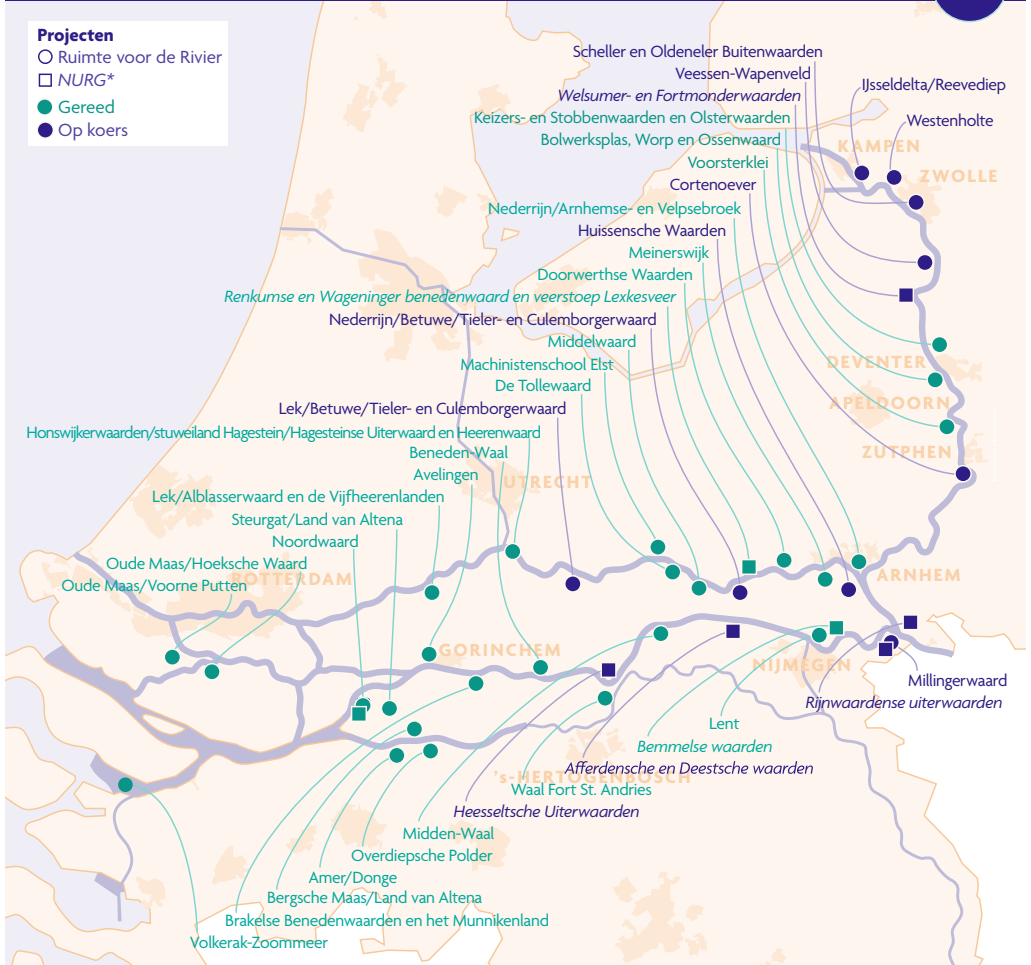 Projecten
Ruimte voor de Rivier
NURG*
Gereed
Op koers
Scheller en Oldeneler Buitenwaarden
Veessen-Wapenveld
Welsumer- en Fortmonderwaarden
Keizers- en Stobbenwaarden en Olsterwaarden
Bolwerksplas, Worp en Ossenwaard
Voorsterklei
Cortenoever
Nederrijn/Arnhemse- en Velpsebroek
Huissensche Waarden
Meinerswijk
Doorwerthse Waarden
Renkumse en Wageninger benedenwaard en veerstoep Lexkesveer
Nederrijn/Betuwe/Tieler- en Culemborgerwaard
Middelwaard
Machinistenschool Elst
De Tollewaard
Lek/Betuwe/Tieler- en Culemborgerwaard
Honswijkerwaarden/stuweiland Hagestein/Hagesteinse Uiterwaard en Heerenwaard
Beneden-Waal
Avelingen
Lek/Alblasserwaard en de Vijfheerenlanden
Steurgat/Land van Altena
Noordwaard
Oude Maas/Hoeksche Waard
Oude Maas/Voorne Putten
IJsseldelta/Reevediep
Westenholte
KAMPEN
ZWOLLE
DEVENTER
APELDOORN
ZUTPHEN
UTRECHT
ROTTERDAM
ARNHEM
GORINCHEM
NIJMEGEN
's-HERTOGENBOSCH
Millingerwaard
Rijnwaardense uiterwaarden
Lent
Bemmelse waarden
Afferdensche en Deestsche waarden
Waal Fort St. Andries
Heesseltsche Uiterwaarden
Midden-Waal
Overdiepsche Polder
Amer/Donge
Bergsche Maas/Land van Altena
Brakelse Benedenwaarden en het Munnikenland
Volkerak-Zoommeer